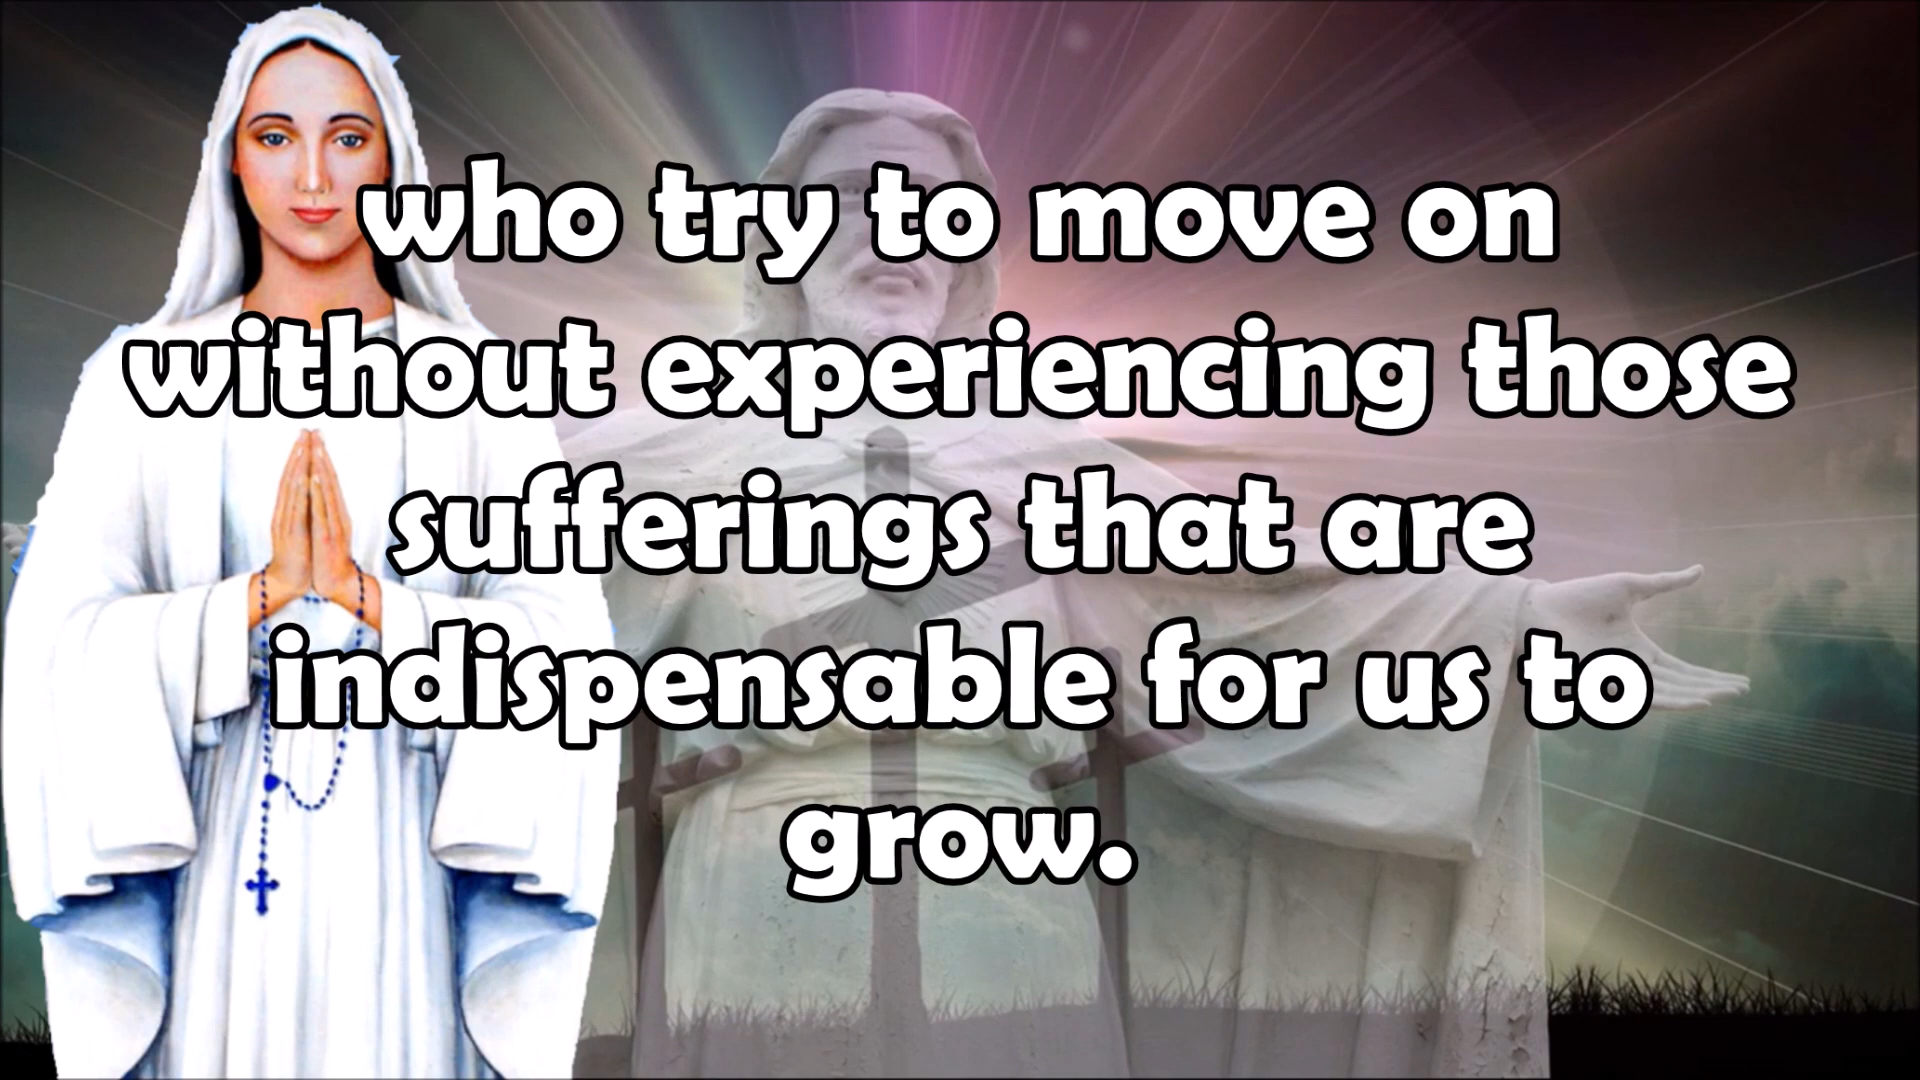 who try to move on
without experiencing those
sufferings that are
indispensable for us to
grow.